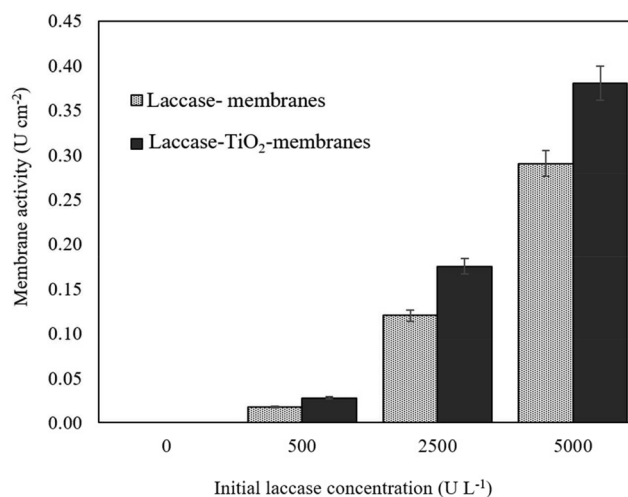 0.45
0.40
0.35
0.30
0.25
0.20
0.15
0.10
0.05
0.00
Membrane activity (U cm⁻²)
Laccase- membranes
Laccase-TiO₂-membranes
0 500 2500 5000
Initial laccase concentration (U L⁻¹)